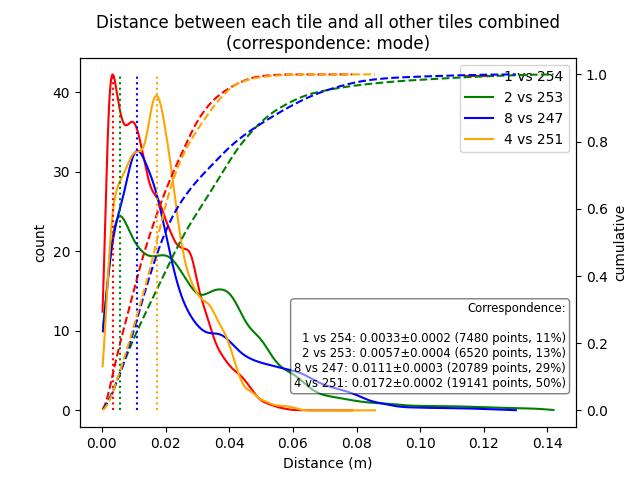 Distance between each tile and all other tiles combined
(correspondence: mode)
1 vs 254
2 vs 253
8 vs 247
4 vs 251
Correspondence:
1 vs 254: 0.0033±0.0002 (7480 points, 11%)
2 vs 253: 0.0057±0.0004 (6520 points, 13%)
8 vs 247: 0.0111±0.0003 (20789 points, 29%)
4 vs 251: 0.0172±0.0002 (19141 points, 50%)
count
40
30
20
10
0
cumulative
1.0
0.8
0.6
0.4
0.2
0.0
0.00 0.02 0.04 0.06 0.08 0.10 0.12 0.14
Distance (m)